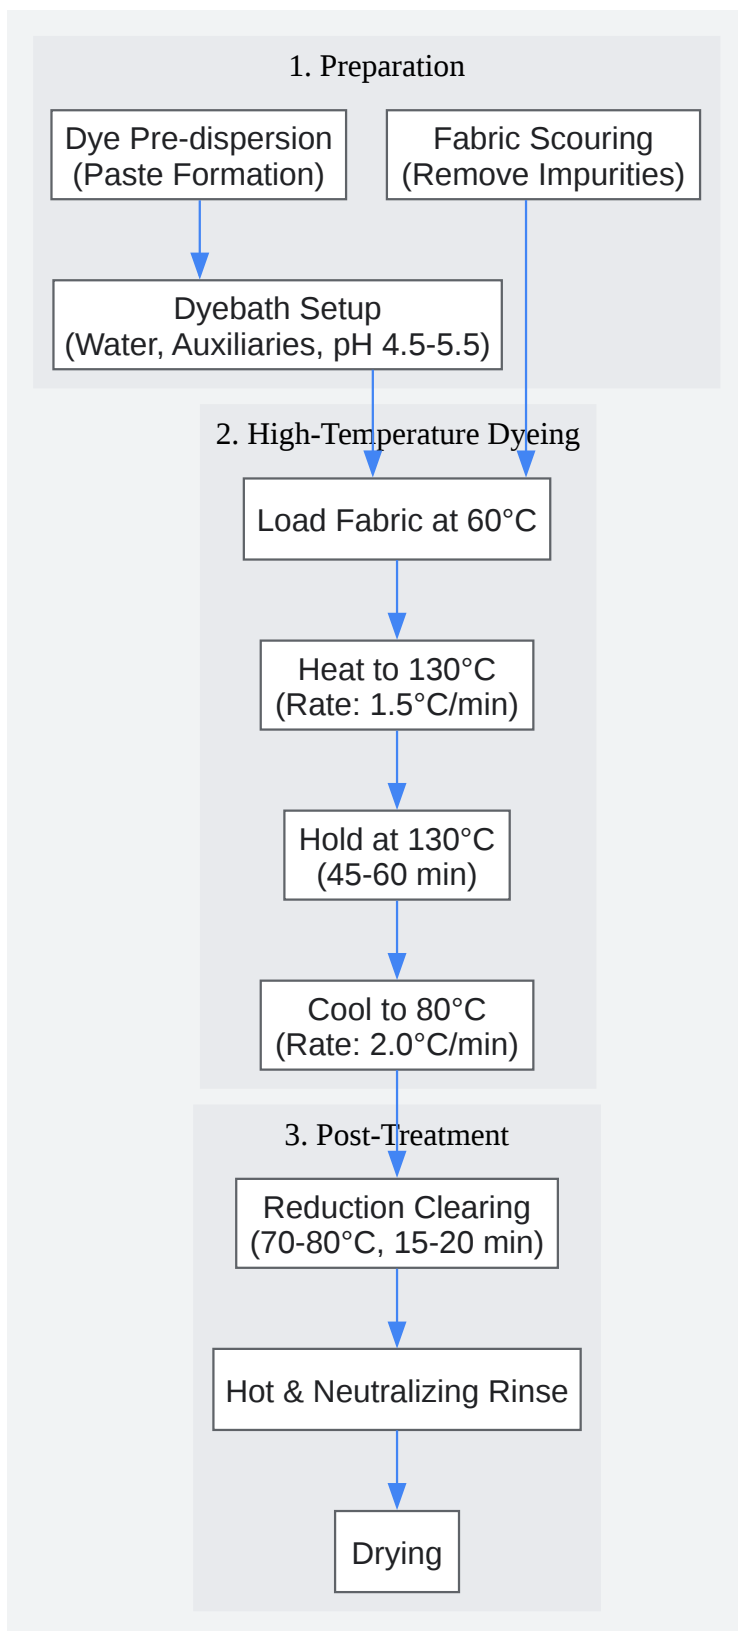 1. Preparation
Dye Pre-dispersion
(Paste Formation)
Fabric Scouring
(Remove Impurities)
Dyebath Setup
(Water, Auxiliaries, pH 4.5-5.5)
2. High-Temperature Dyeing
Load Fabric at 60°C
Heat to 130°C
(Rate: 1.5°C/min)
Hold at 130°C
(45-60 min)
Cool to 80°C
(Rate: 2.0°C/min)
3. Post-Treatment
Reduction Clearing
(70-80°C, 15-20 min)
Hot & Neutralizing Rinse
Drying